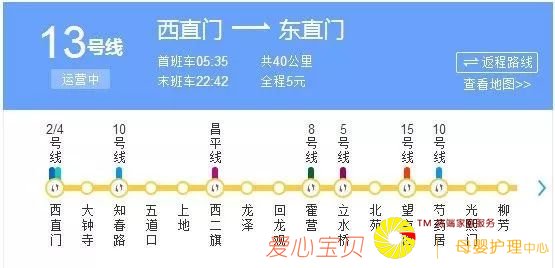 13号线
运营中
西直门 东直门
首班车05:35 共40公里
末班车22:42 全程5元
返程路线
查看地图>>
2/4号线
10号线
昌平线
8号线
5号线
15号线
10号线
西直门
大钟寺
知春路
五道口
上地
西二旗
龙泽
回龙观
霍营
立水桥
北苑
望
芍药居
光熙门
柳芳
爱心宝贝
TM 高端家庭服务
母婴护理中心